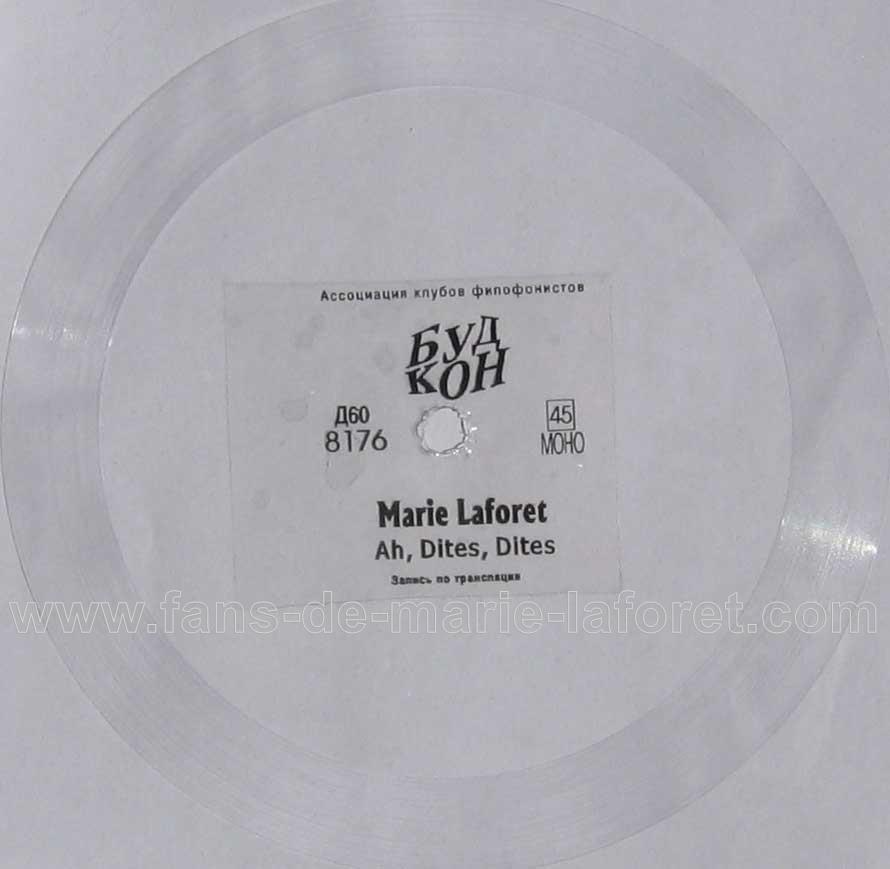 Ассоциация клубов филофонистов
БУД
КОН
Д60
8176
45
МОНО
Marie Laforet
Ah, Dites, Dites
Запись по трансляции
www.fans-de-marie-laforet.com